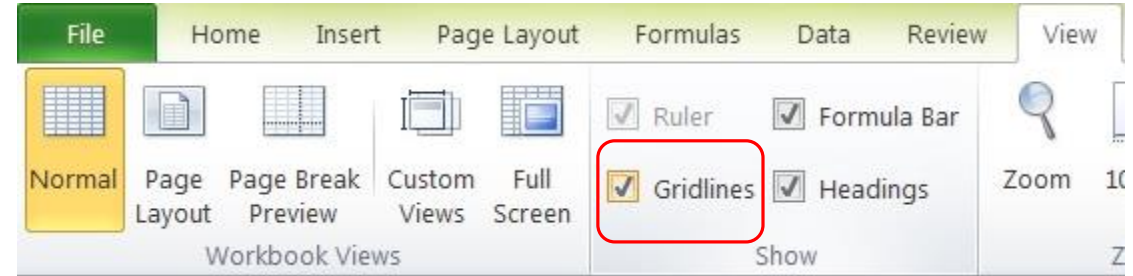 File Home Insert Page Layout Formulas Data Review View
Ruler Formula Bar
Normal Page Layout Page Break Preview Custom Views Full Screen Gridlines Headings Zoom 10
Workbook Views Show Z